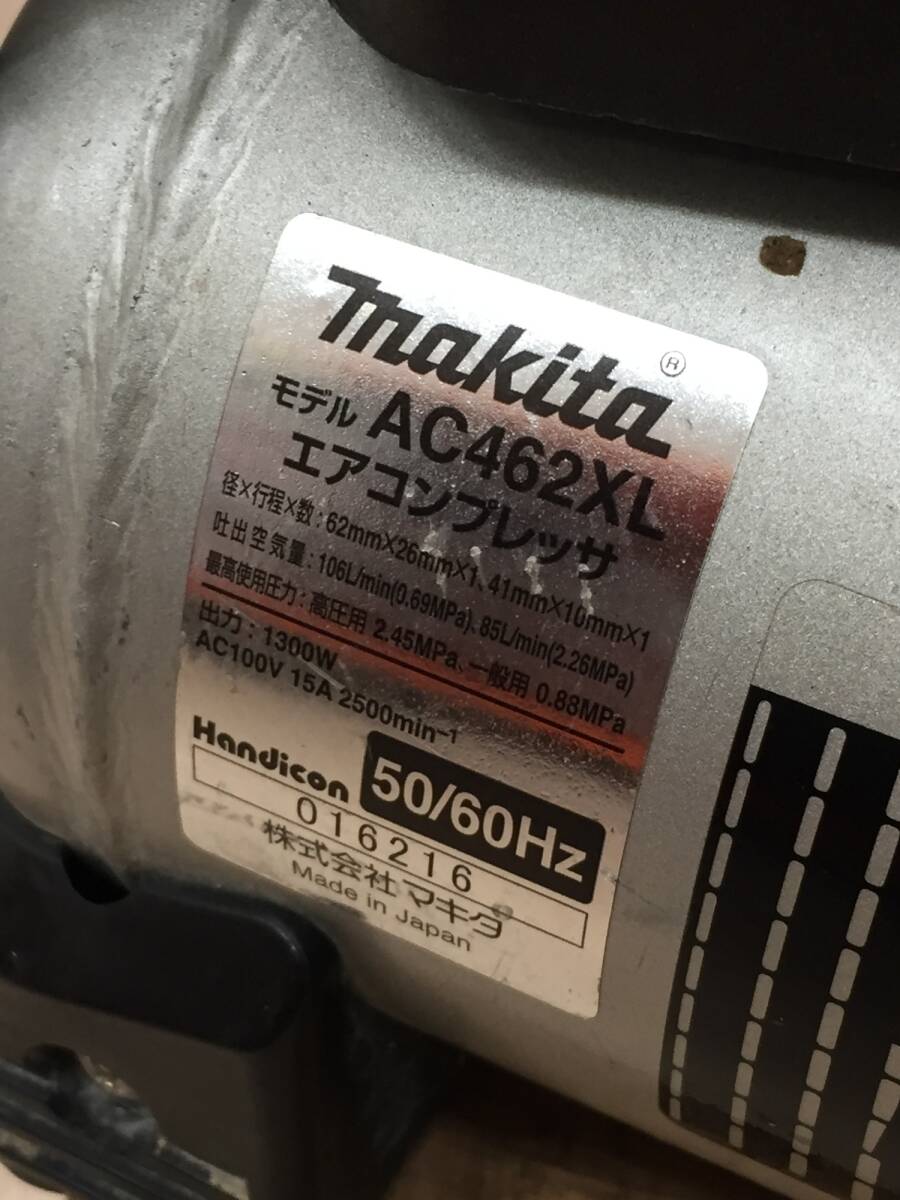 makita®
モデル AC462XL
エアコンプレッサ
径×行程×数:62mm×26mm×1、41mm×10mm×1
吐出空気量:106L/min(0.69MPa)、85L/min(2.26MPa)
最高使用圧力:高圧用 2.45MPa、一般用 0.88MPa
出力:1300W
AC100V 15A 2500min⁻¹
Handicon 50/60Hz
016216
株式会社 マキタ
Made in Japan